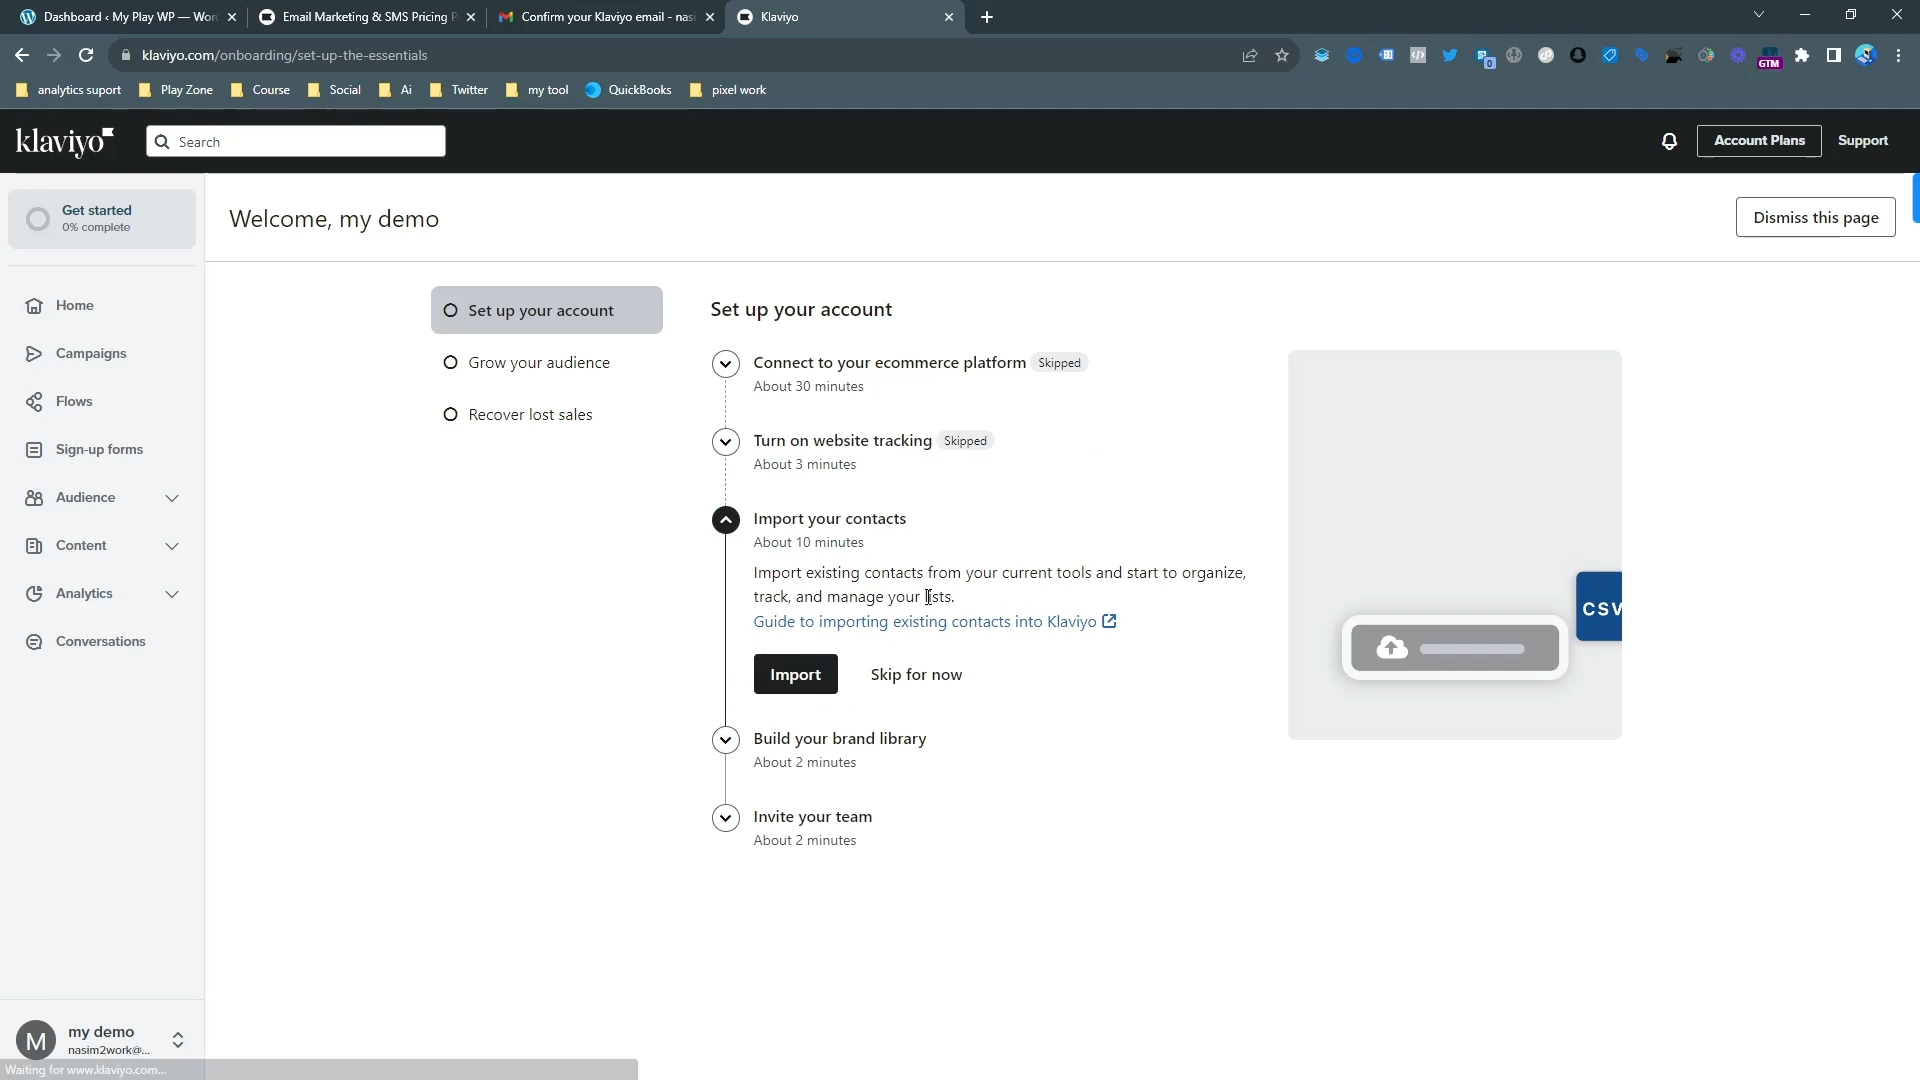 Dashboard ‹ My Play WP — Wor
Email Marketing & SMS Pricing P
Confirm your Klaviyo email - nasi
Klaviyo
klaviyo.com/onboarding/set-up-the-essentials
0
GTM
analytics suport
Play Zone
Course
Social
Ai
Twitter
my tool
QuickBooks
pixel work
klaviyo
Search
Account Plans
Support
Get started
0% complete
Welcome, my demo
Dismiss this page
Home
Campaigns
Flows
Sign-up forms
Audience
Content
Analytics
Conversations
Set up your account
Grow your audience
Recover lost sales
Set up your account
Connect to your ecommerce platform Skipped
About 30 minutes
Turn on website tracking Skipped
About 3 minutes
Import your contacts
About 10 minutes
Import existing contacts from your current tools and start to organize,
track, and manage your lists.
Guide to importing existing contacts into Klaviyo
Import
Skip for now
Build your brand library
About 2 minutes
Invite your team
About 2 minutes
CSV
M
my demo
nasim2work@...
Waiting for www.klaviyo.com...